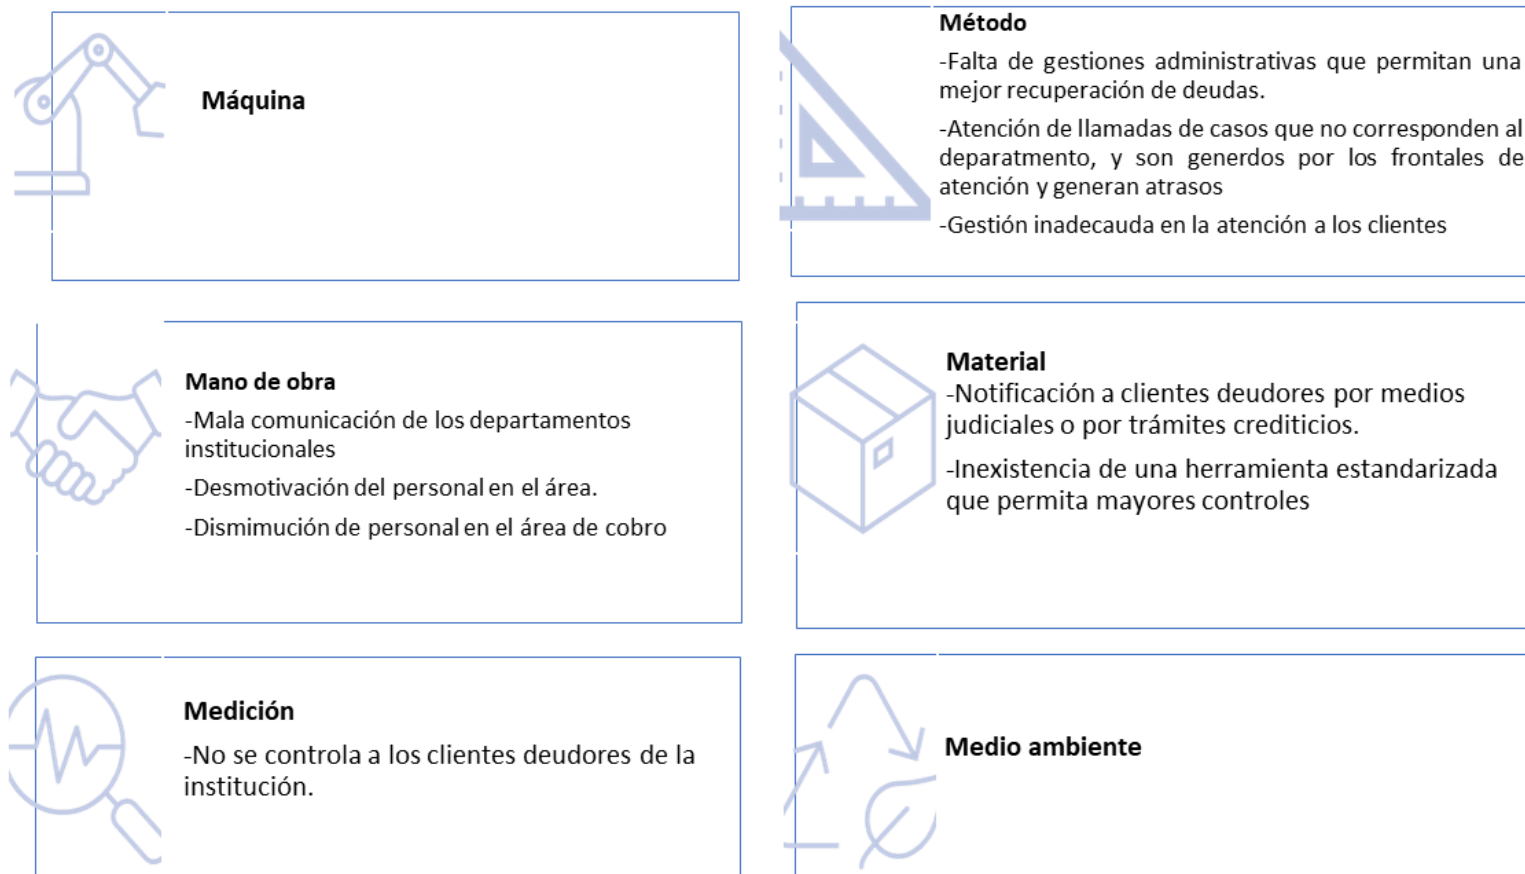 Máquina
Método
-Falta de gestiones administrativas que permitan una
mejor recuperación de deudas.
-Atención de llamadas de casos que no corresponden al
deparatmento, y son generdos por los frontales de
atención y generan atrasos
-Gestión inadecauda en la atención a los clientes
Mano de obra
-Mala comunicación de los departamentos
institucionales
-Desmotivación del personal en el área.
-Dismimución de personal en el área de cobro
Material
-Notificación a clientes deudores por medios
judiciales o por trámites crediticios.
-Inexistencia de una herramienta estandarizada
que permita mayores controles
Medición
-No se controla a los clientes deudores de la
institución.
Medio ambiente